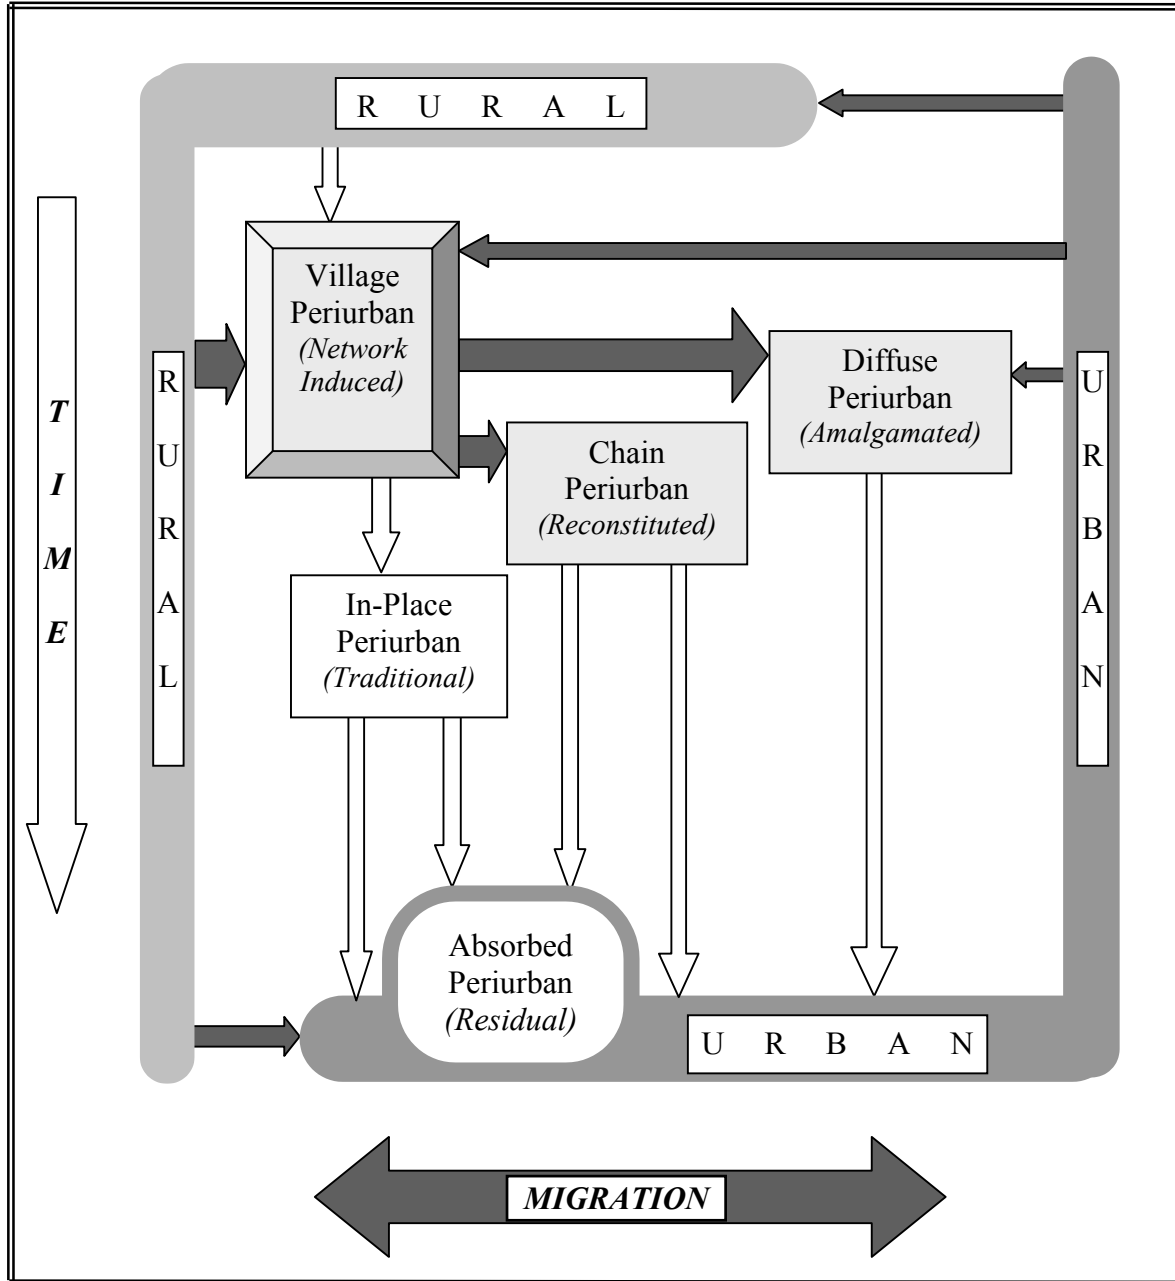 R U R A L
Village
Periurban
(Network
Induced)
Diffuse
Periurban
(Amalgamated)
Chain
Periurban
(Reconstituted)
In-Place
Periurban
(Traditional)
T
I
M
E
R
U
R
A
L
U
R
B
A
N
Absorbed
Periurban
(Residual)
U R B A N
MIGRATION